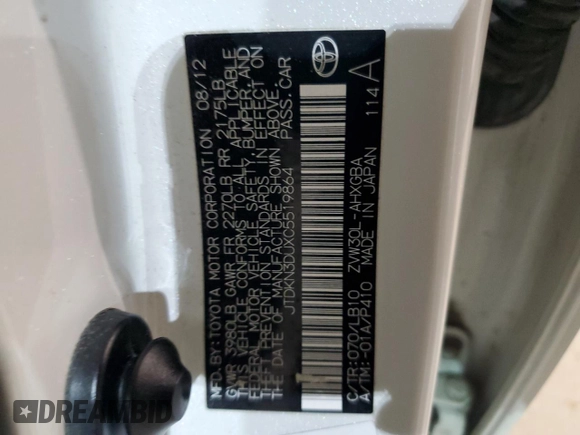 MFD. BY: TOYOTA MOTOR CORPORATION 08/12
GVWR 3980LB GAWR FR 2270LB RR 2175LB
THIS VEHICLE CONFORMS TO ALL APPLICABLE
FEDERAL MOTOR VEHICLE SAFETY, BUMPER, AND
THEFT PREVENTION STANDARDS IN EFFECT ON
THE DATE OF MANUFACTURE SHOWN ABOVE.
JTDKN3DUXC5519864 PASS. CAR
C/TR: 070/LB10 ZVW30L-AHXGBA
A/TM: -01A/P410 MADE IN JAPAN 114 A
DREAMBID